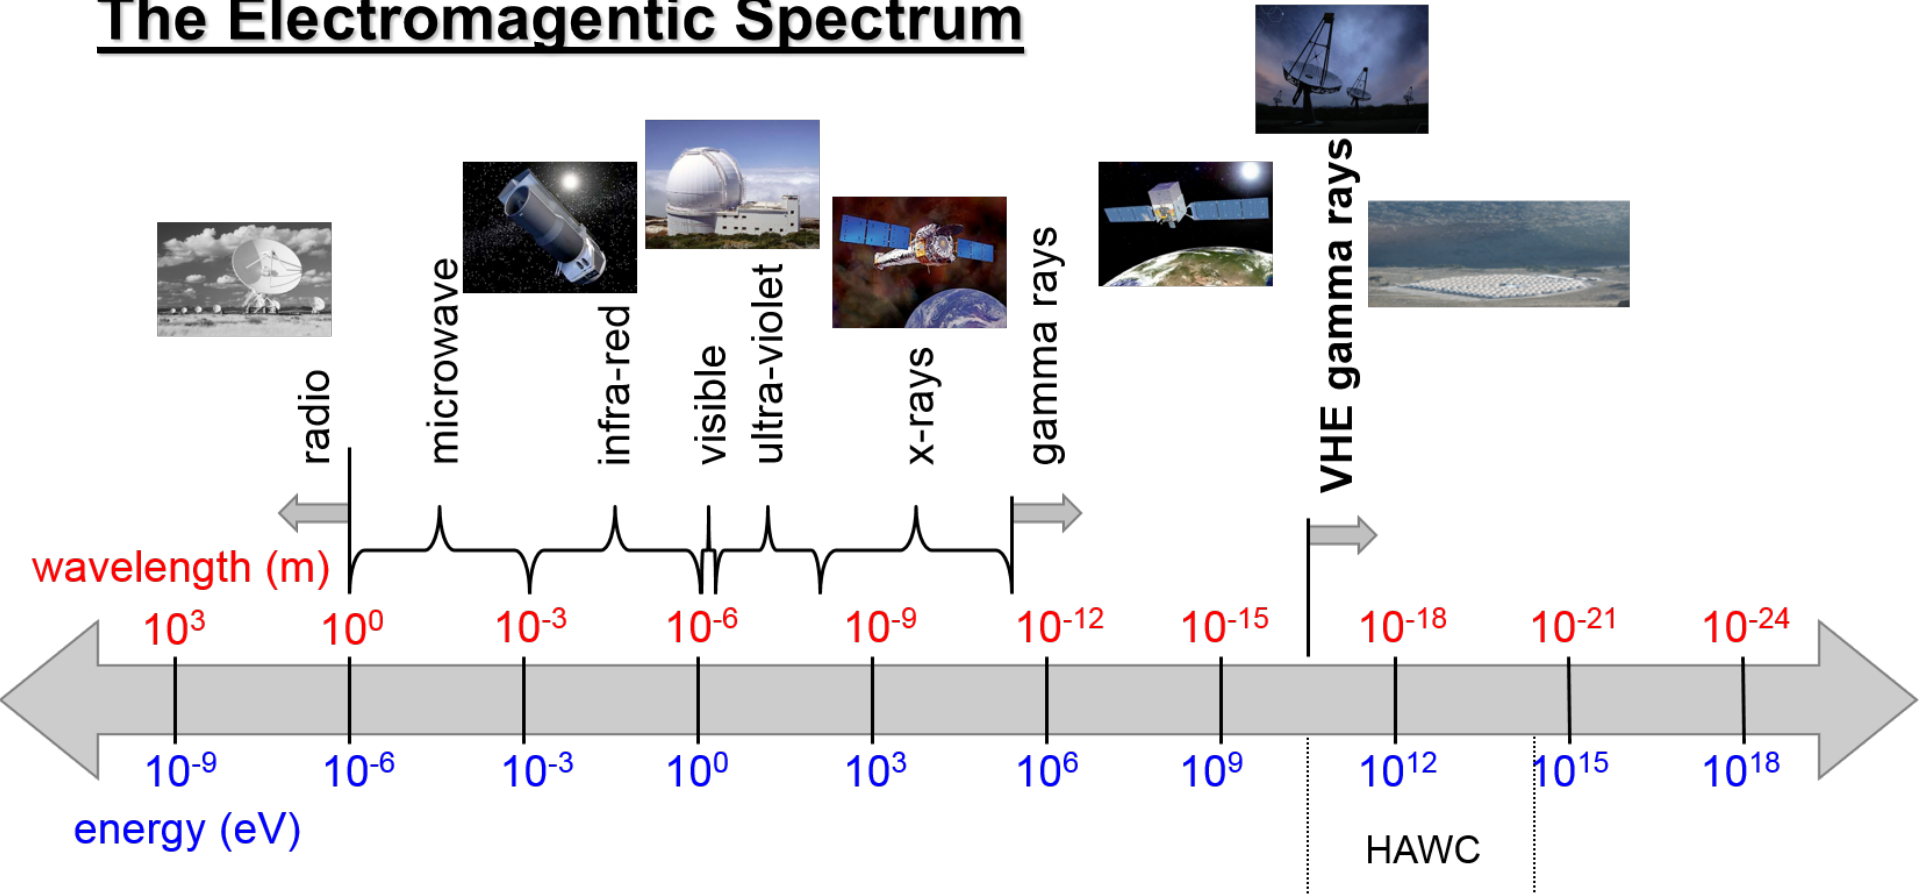 The Electromagentic Spectrum
radio
microwave
infra-red
visible
ultra-violet
x-rays
gamma rays
VHE gamma rays
wavelength (m)
10³ 10⁰ 10⁻³ 10⁻⁶ 10⁻⁹ 10⁻¹² 10⁻¹⁵ 10⁻¹⁸ 10⁻²¹ 10⁻²⁴
10⁻⁹ 10⁻⁶ 10⁻³ 10⁰ 10³ 10⁶ 10⁹ 10¹² 10¹⁵ 10¹⁸
energy (eV)
HAWC